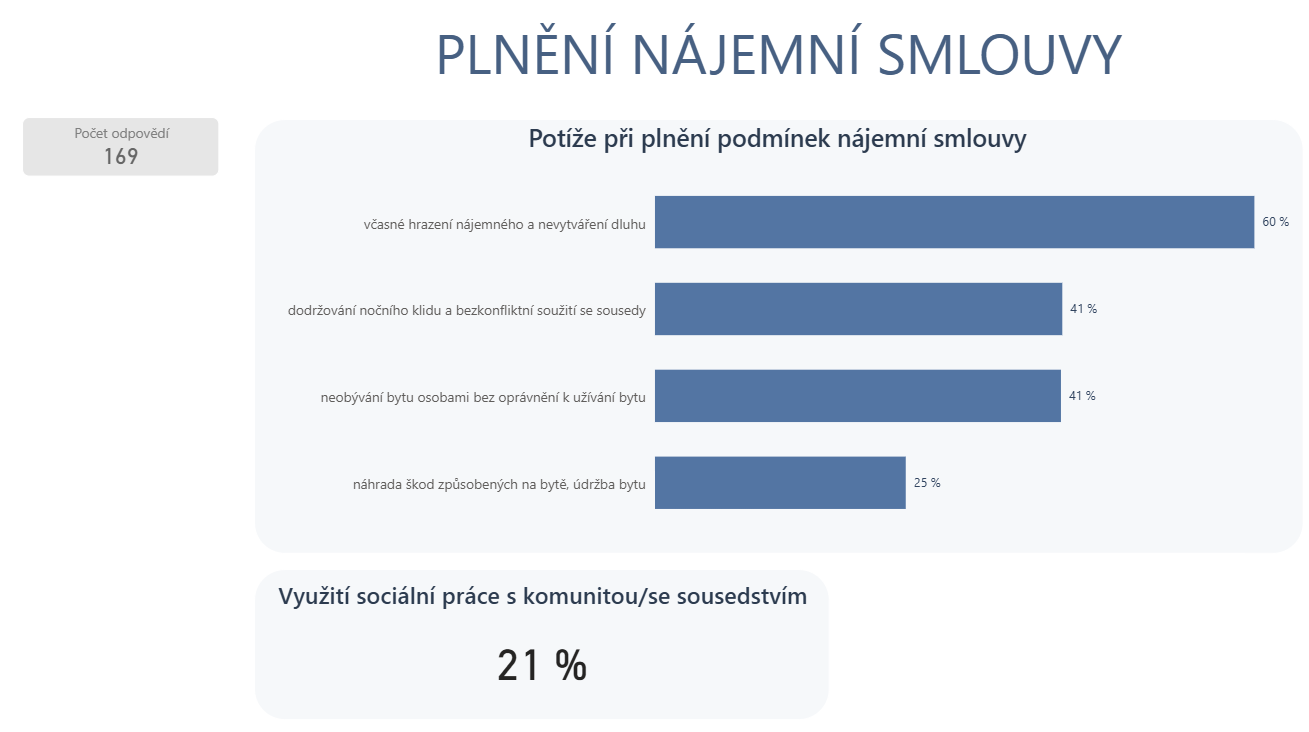 PLNĚNÍ NÁJEMNÍ SMLOUVY
Počet odpovědí
169
Potíže při plnění podmínek nájemní smlouvy
včasné hrazení nájemného a nevytváření dluhu
60 %
dodržování nočního klidu a bezkonfliktní soužití se sousedy
41 %
neobývání bytu osobami bez oprávnění k užívání bytu
41 %
náhrada škod způsobených na bytě, údržba bytu
25 %
Využití sociální práce s komunitou/se sousedstvím
21 %